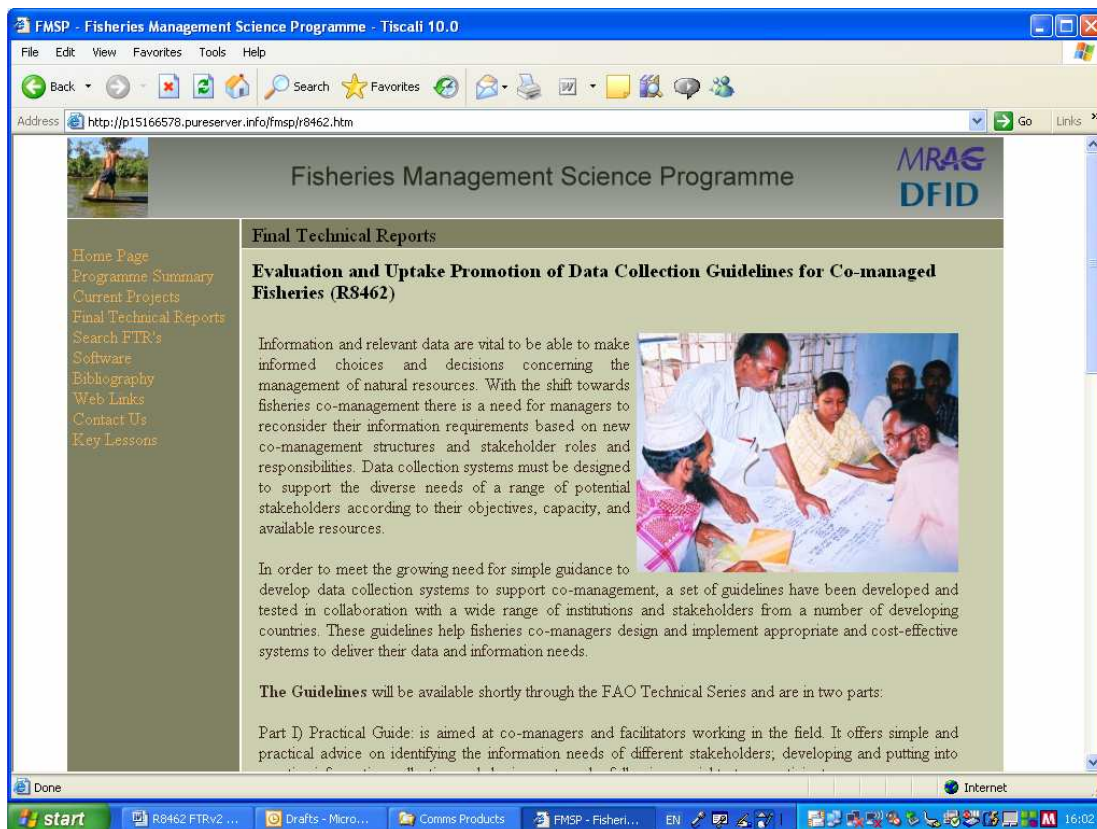 FMSP - Fisheries Management Science Programme - Tiscali 10.0
File Edit View Favorites Tools Help
Back Search Favorites
Address http://p15166578.pureserver.info/fmsp/r8462.htm Go Links
Fisheries Management Science Programme
MRAG
DFID
Home Page
Programme Summary
Current Projects
Final Technical Reports
Search FTR's
Software
Bibliography
Web Links
Contact Us
Key Lessons
Final Technical Reports
Evaluation and Uptake Promotion of Data Collection Guidelines for Co-managed
Fisheries (R8462)
Information and relevant data are vital to be able to make
informed choices and decisions concerning the
management of natural resources. With the shift towards
fisheries co-management there is a need for managers to
reconsider their information requirements based on new
co-management structures and stakeholder roles and
responsibilities. Data collection systems must be designed
to support the diverse needs of a range of potential
stakeholders according to their objectives, capacity, and
available resources.
In order to meet the growing need for simple guidance to
develop data collection systems to support co-management, a set of guidelines have been developed and
tested in collaboration with a wide range of institutions and stakeholders from a number of developing
countries. These guidelines help fisheries co-managers design and implement appropriate and cost-effective
systems to deliver their data and information needs.
The Guidelines will be available shortly through the FAO Technical Series and are in two parts:
Part I) Practical Guide: is aimed at co-managers and facilitators working in the field. It offers simple and
practical advice on identifying the information needs of different stakeholders; developing and putting into
Done Internet
start R8462 FTRv2 ... Drafts - Micro... Comms Products FMSP - Fisheri... EN 16:02